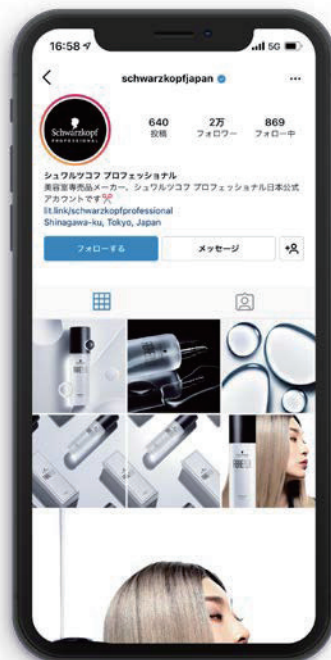 16:58
5G
schwarzkopfjapan
Schwarzkopf
PROFESSIONAL
640
投稿
2万
フォロワー
869
フォロー中
シュワルツコフ プロフェッショナル
美容室専売品メーカー、シュワルツコフ プロフェッショナル日本公式
アカウントです
lit.link/schwarzkopfprofessional
Shinagawa-ku, Tokyo, Japan
フォローする
メッセージ